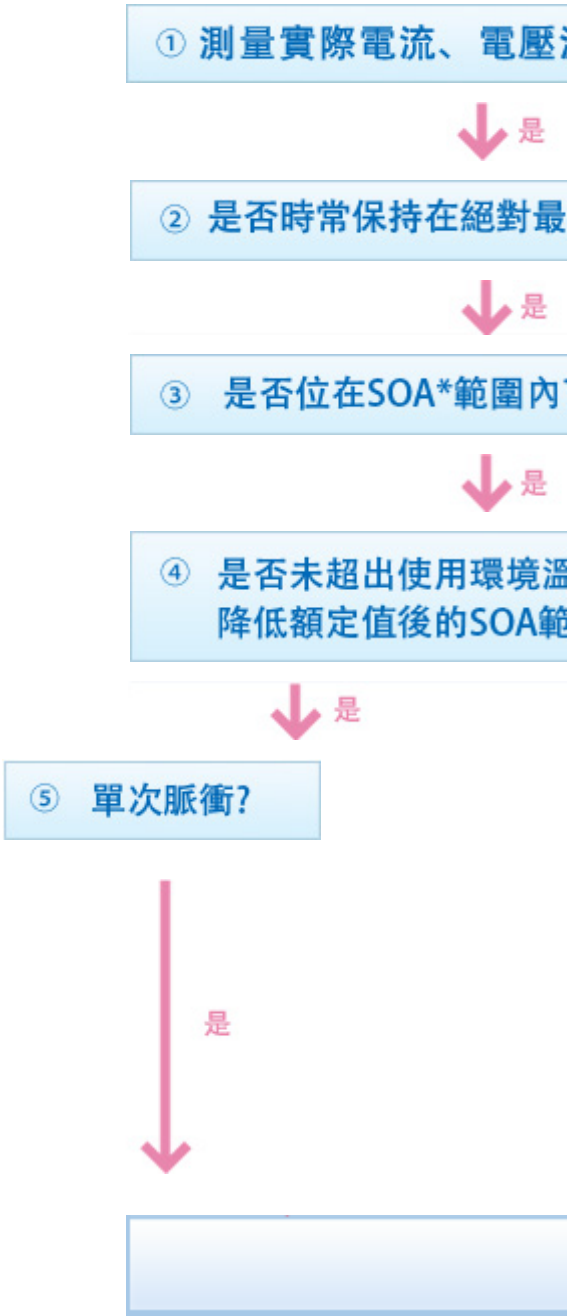 ① 測量實際電流、電壓
是
② 是否時常保持在絕對最
是
③ 是否位在SOA*範圍內
是
④ 是否未超出使用環境溫
降低額定值後的SOA範
是
⑤ 單次脈衝?
是